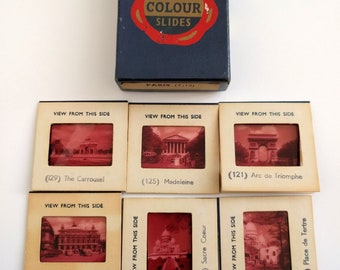 COLOUR
SLIDES
PARIS
VIEW FROM THIS SIDE
VIEW FROM THIS SIDE
VIEW FROM THIS SIDE
(129) The Carrousel
(125) Madeleine
(121) Arc de Triomphe
VIEW FROM THIS SIDE
VIEW FROM THIS SIDE
Sacre Coeur
VIEW FROM THIS SIDE
Place de Tertre